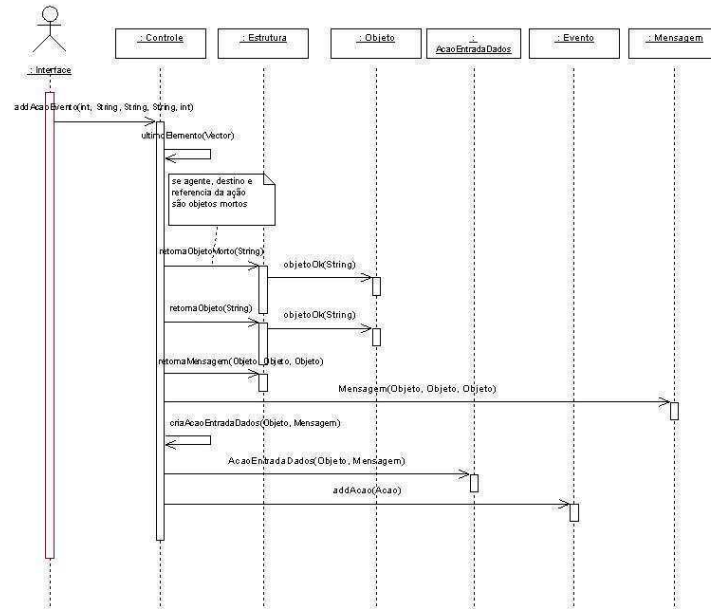 : Controle
: Estrutura
: Objeto
:
AcaoEntradaDados
: Evento
: Mensagem
: Interface
addAcaoEvento(int, String, String, String, int)
ultimoElemento(Vector)
se agente, destino e
referencia da ação
são objetos mortos
retornaObjetoMorto(String)
objetoOk(String)
retornaObjeto(String)
objetoOk(String)
retornaMensagem(Objeto, Objeto, Objeto)
Mensagem(Objeto, Objeto, Objeto)
criaAcaoEntradaDados(Objeto, Mensagem)
AcaoEntradaDados(Objeto, Mensagem)
addAcao(Acao)